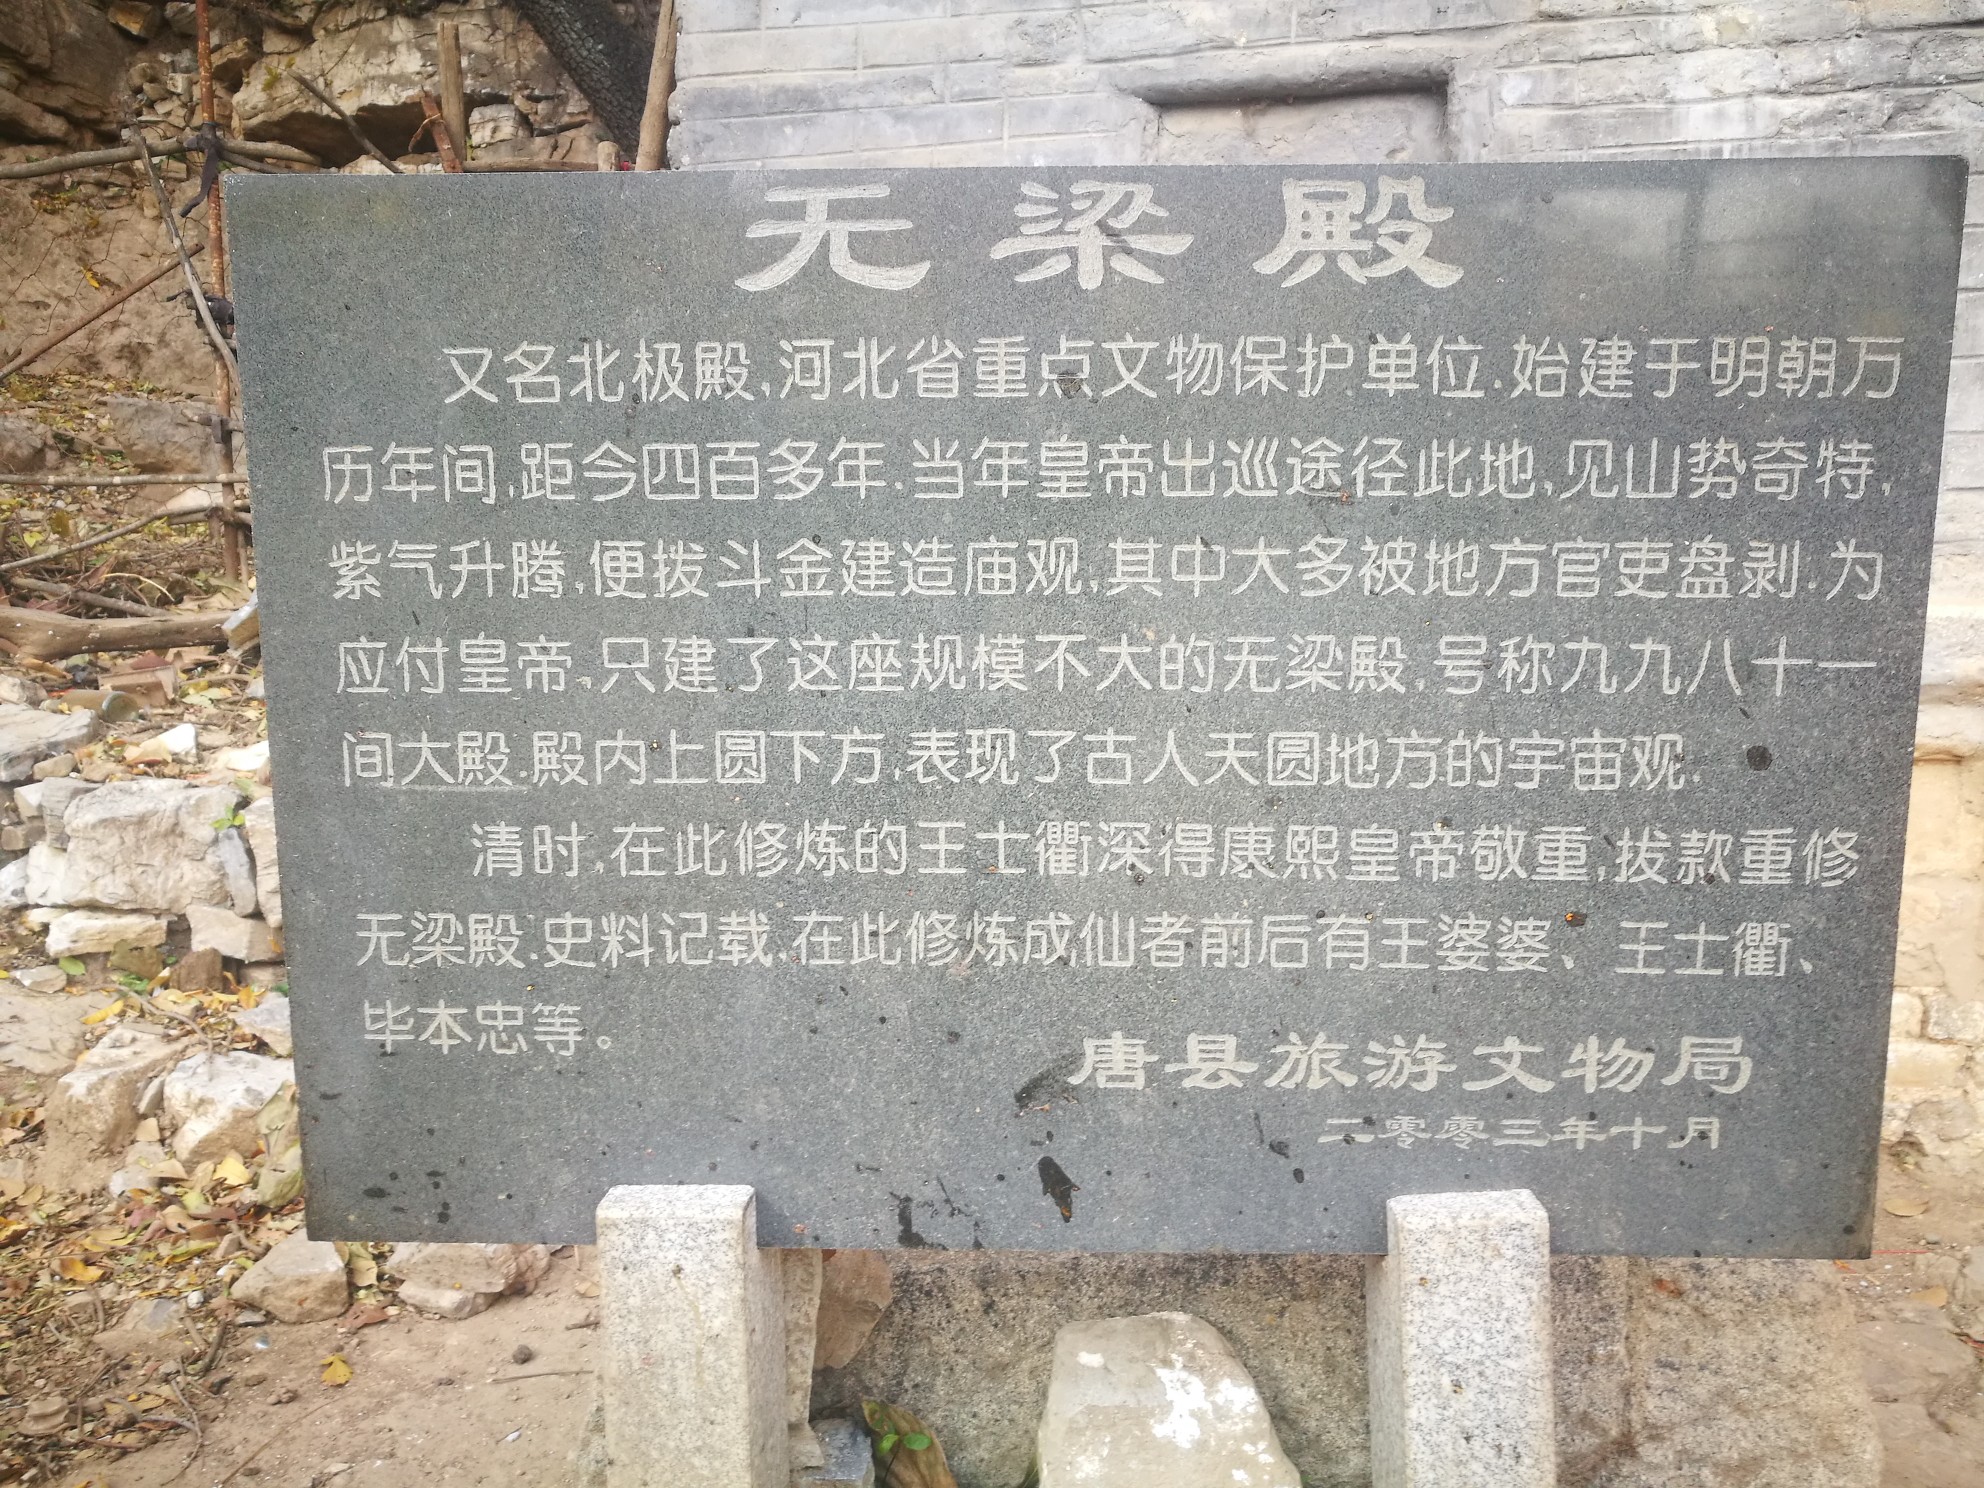 无梁殿
又名北极殿,河北省重点文物保护单位.始建于明朝万
历年间,距今四百多年.当年皇帝出巡途径此地,见山势奇特,
紫气升腾,便拨斗金建造庙观,其中大多被地方官吏盘剥.为
应付皇帝,只建了这座规模不大的无梁殿,号称九九八十一
间大殿.殿内上圆下方,表现了古人天圆地方的宇宙观.
清时,在此修炼的王士衢深得康熙皇帝敬重,拔款重修
无梁殿.史料记载,在此修炼成仙者前后有王婆婆、王士衢、
毕本忠等。
唐县旅游文物局
二零零三年十月